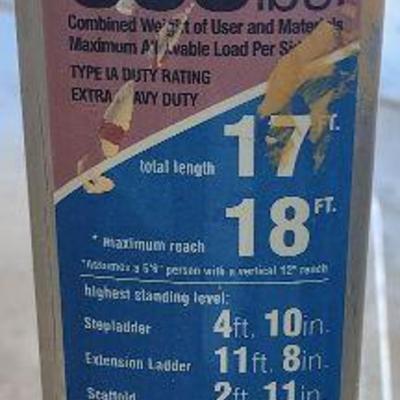 lbs.
Combined Weight of User and Materials
Maximum Allowable Load Per Side
TYPE IA DUTY RATING
EXTRA HEAVY DUTY
total length 17 FT.
* maximum reach 18 FT.
*Assumes a 5'6" person with a vertical 12" reach
highest standing level:
Stepladder 4ft. 10in.
Extension Ladder 11ft. 8in.
Scaffold 2ft. 11in.